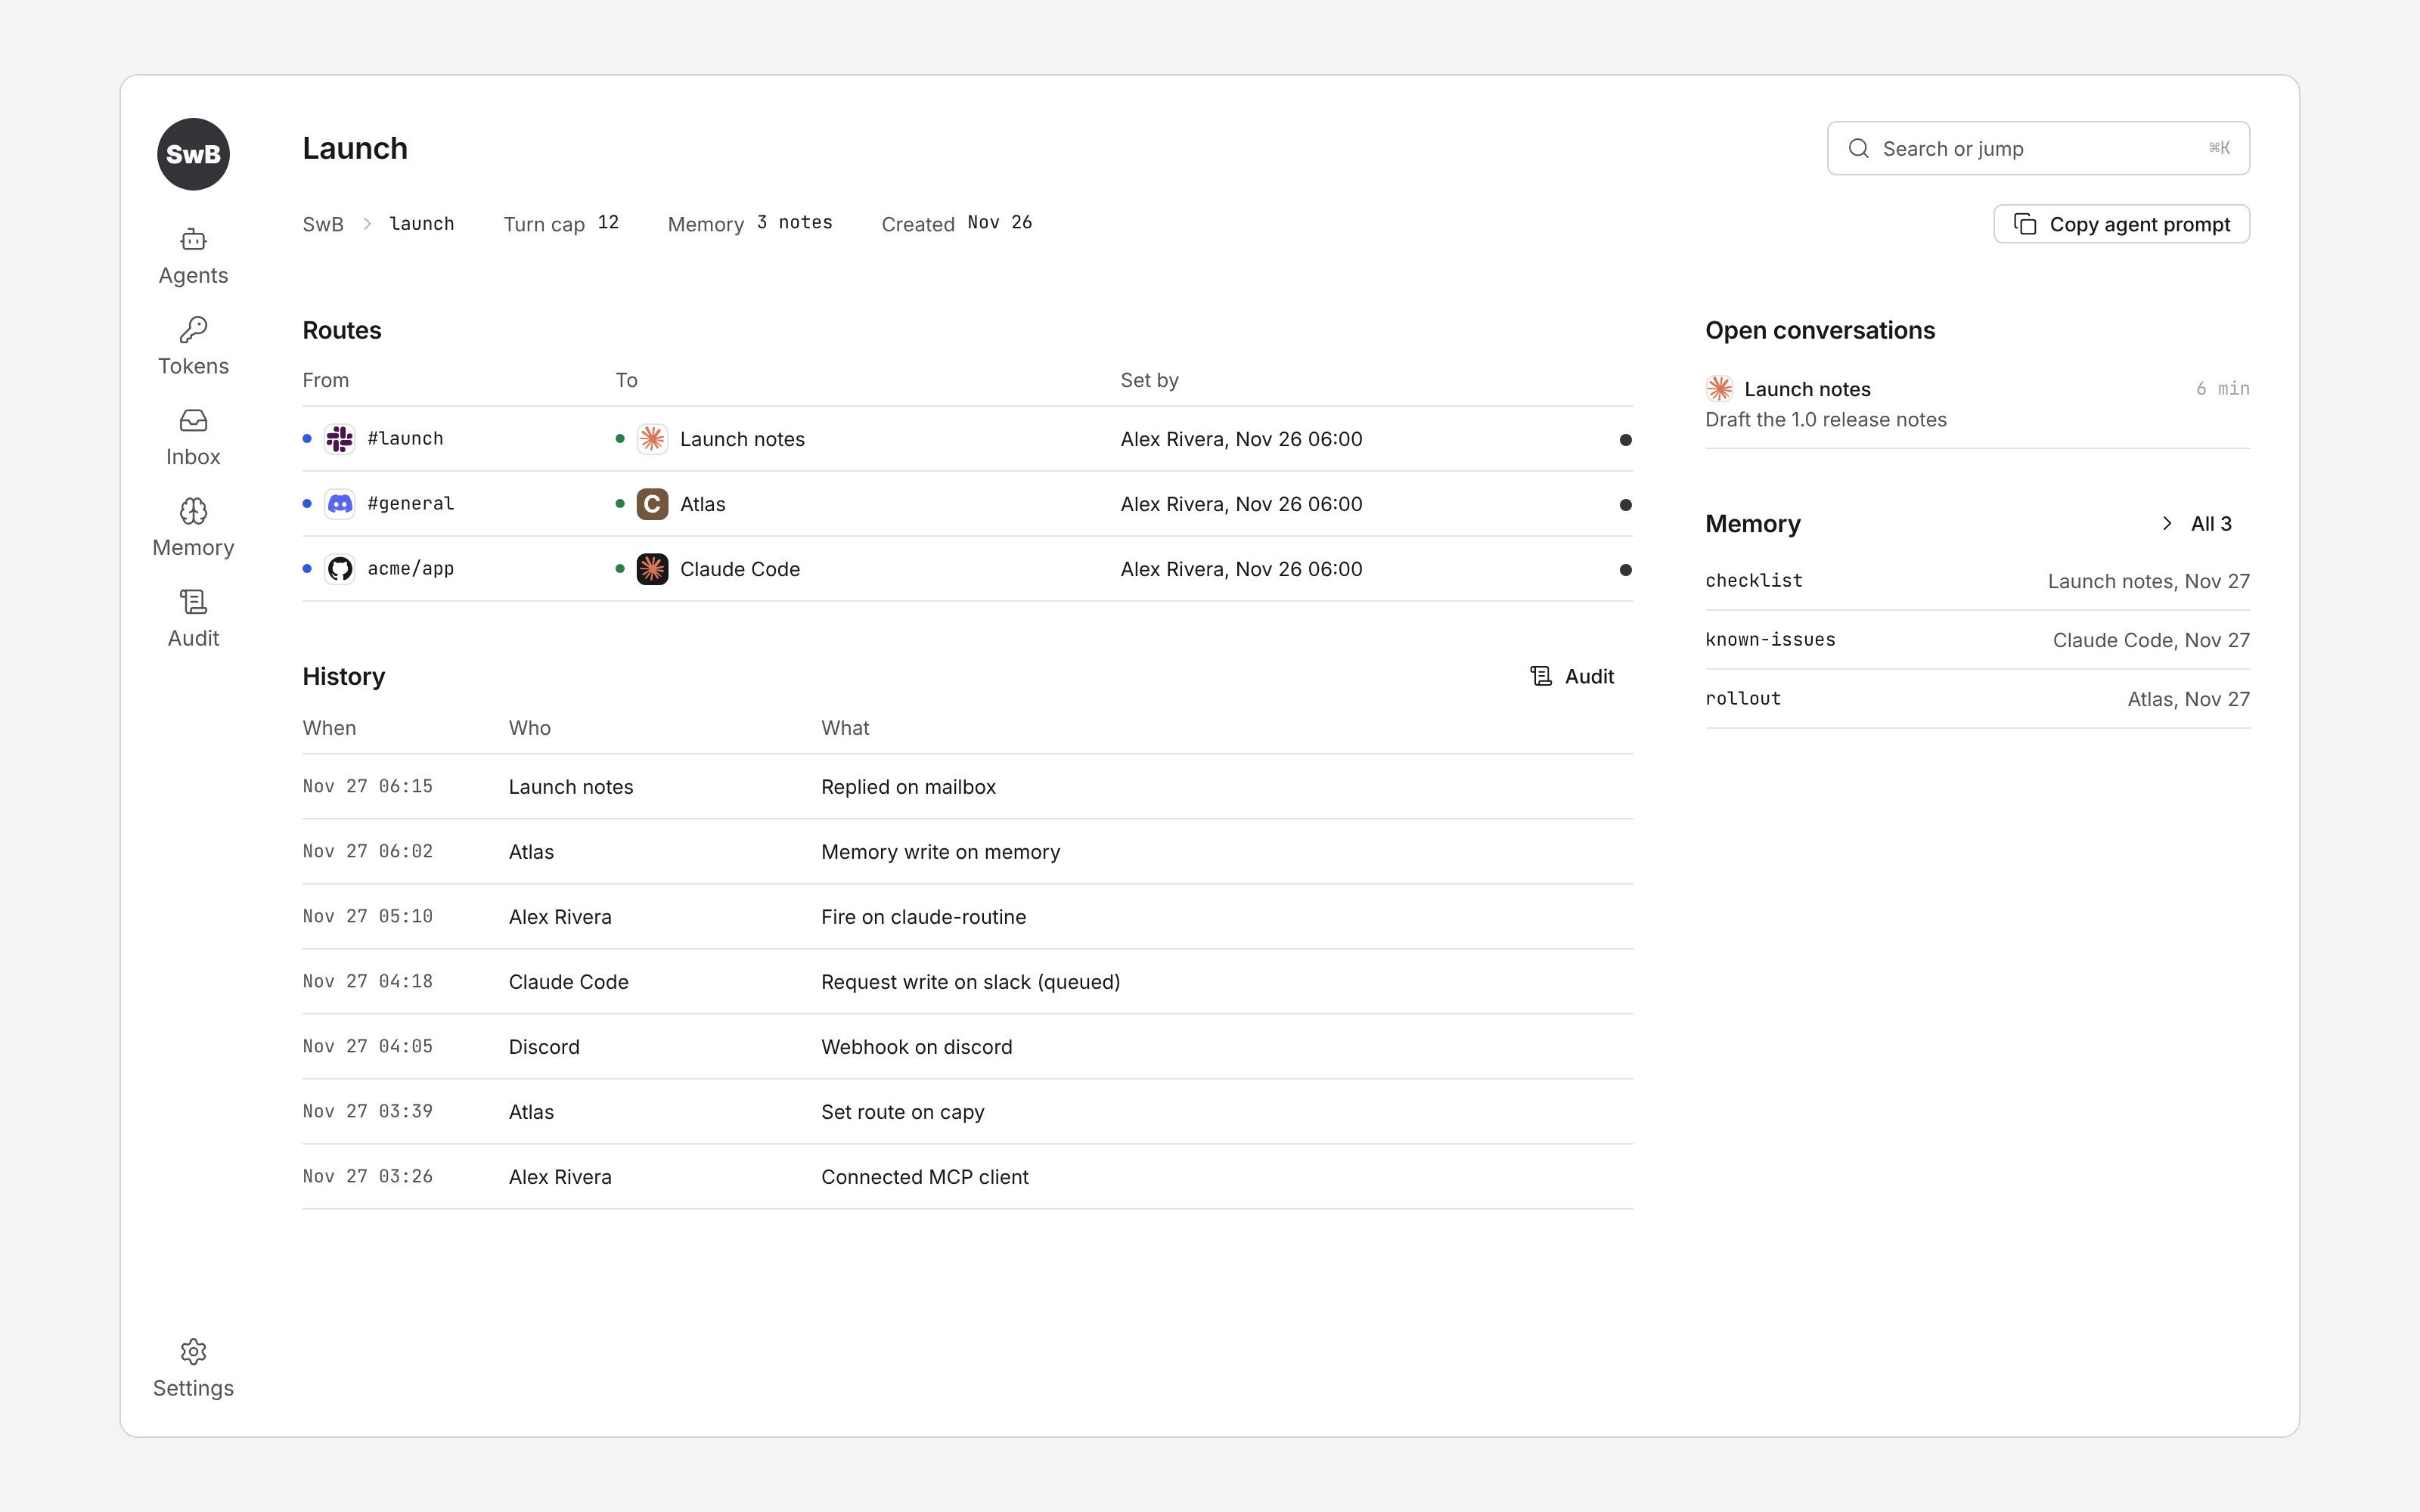 SwB
Agents
Tokens
Inbox
Memory
Audit
Settings
Launch
Search or jump ⌘K
SwB > launch Turn cap 12 Memory 3 notes Created Nov 26
Copy agent prompt
Routes
From To Set by
#launch Launch notes Alex Rivera, Nov 26 06:00
#general C Atlas Alex Rivera, Nov 26 06:00
acme/app Claude Code Alex Rivera, Nov 26 06:00
History Audit
When Who What
Nov 27 06:15 Launch notes Replied on mailbox
Nov 27 06:02 Atlas Memory write on memory
Nov 27 05:10 Alex Rivera Fire on claude-routine
Nov 27 04:18 Claude Code Request write on slack (queued)
Nov 27 04:05 Discord Webhook on discord
Nov 27 03:39 Atlas Set route on capy
Nov 27 03:26 Alex Rivera Connected MCP client
Open conversations
Launch notes 6 min
Draft the 1.0 release notes
Memory > All 3
checklist Launch notes, Nov 27
known-issues Claude Code, Nov 27
rollout Atlas, Nov 27